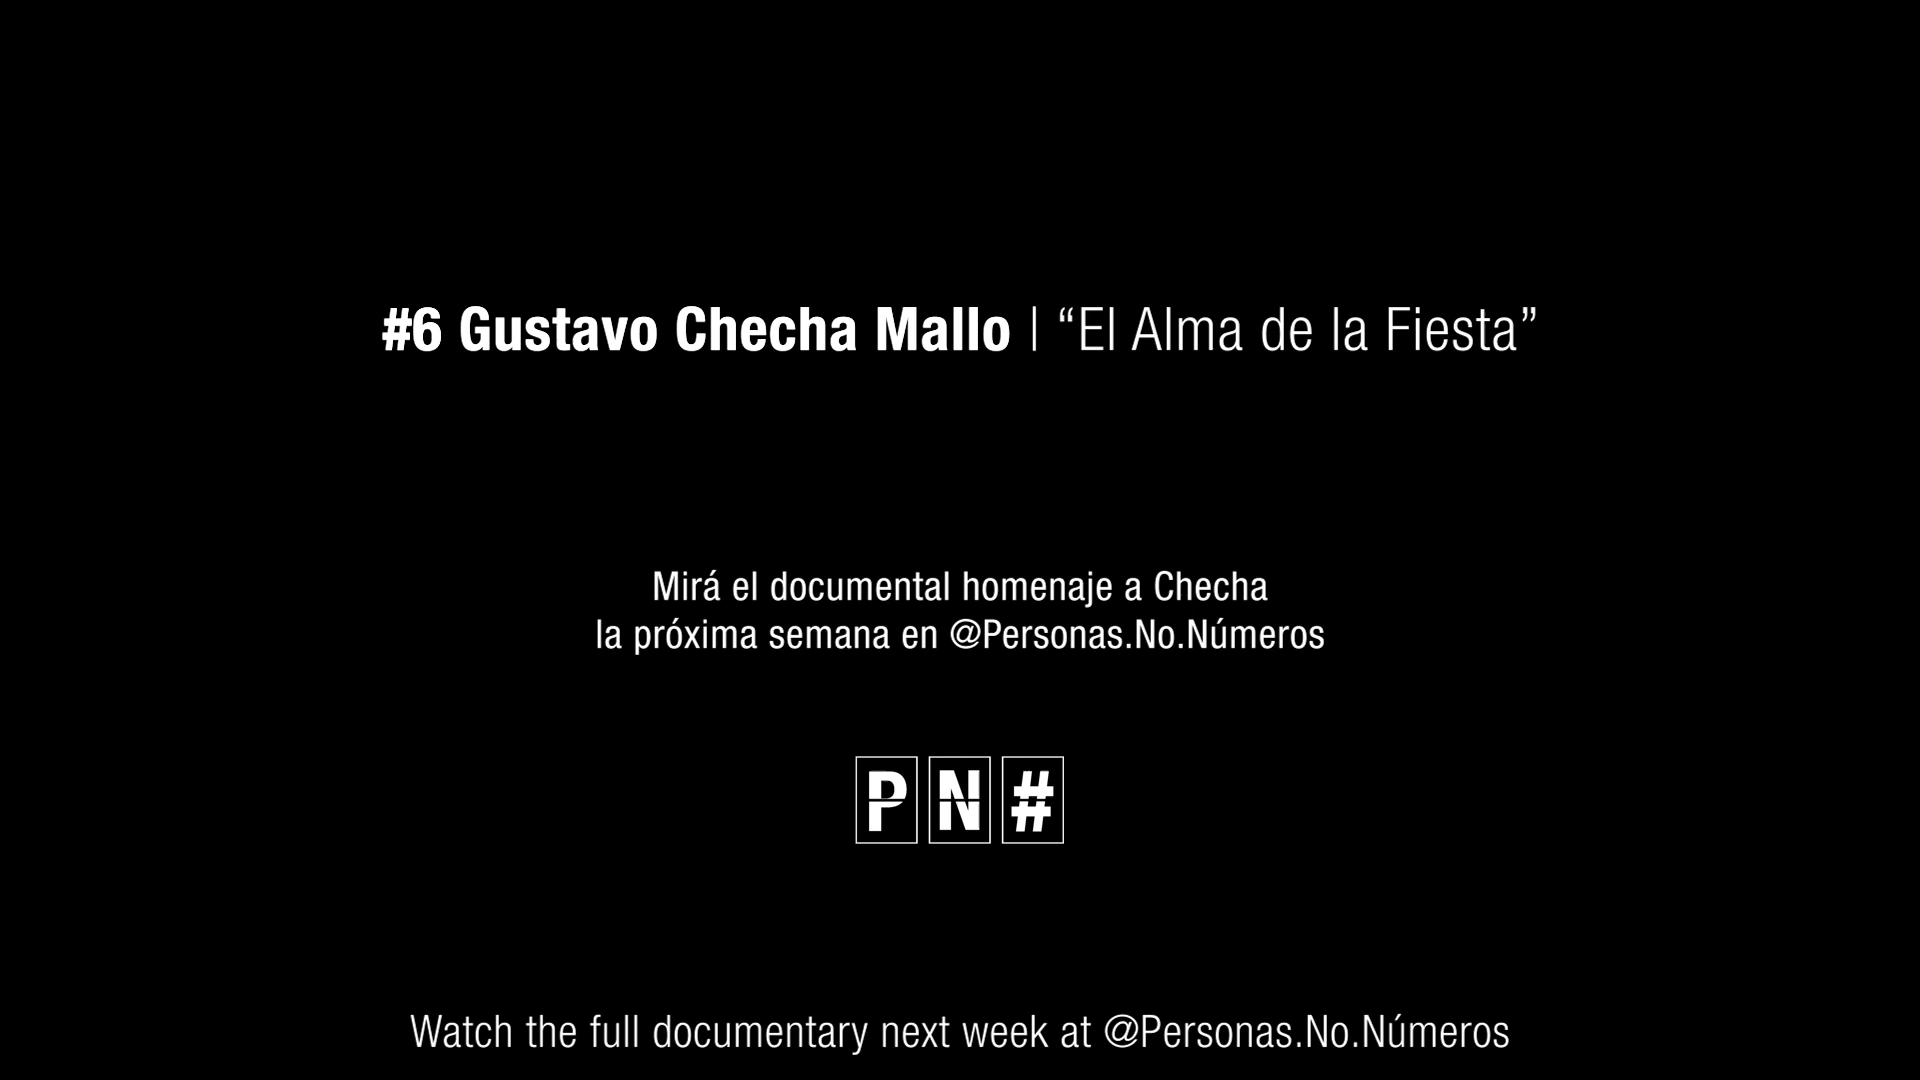 #6 Gustavo Checha Mallo | “El Alma de la Fiesta”
Mirá el documental homenaje a Checha
la próxima semana en @Personas.No.Números
PN#
Watch the full documentary next week at @Personas.No.Números